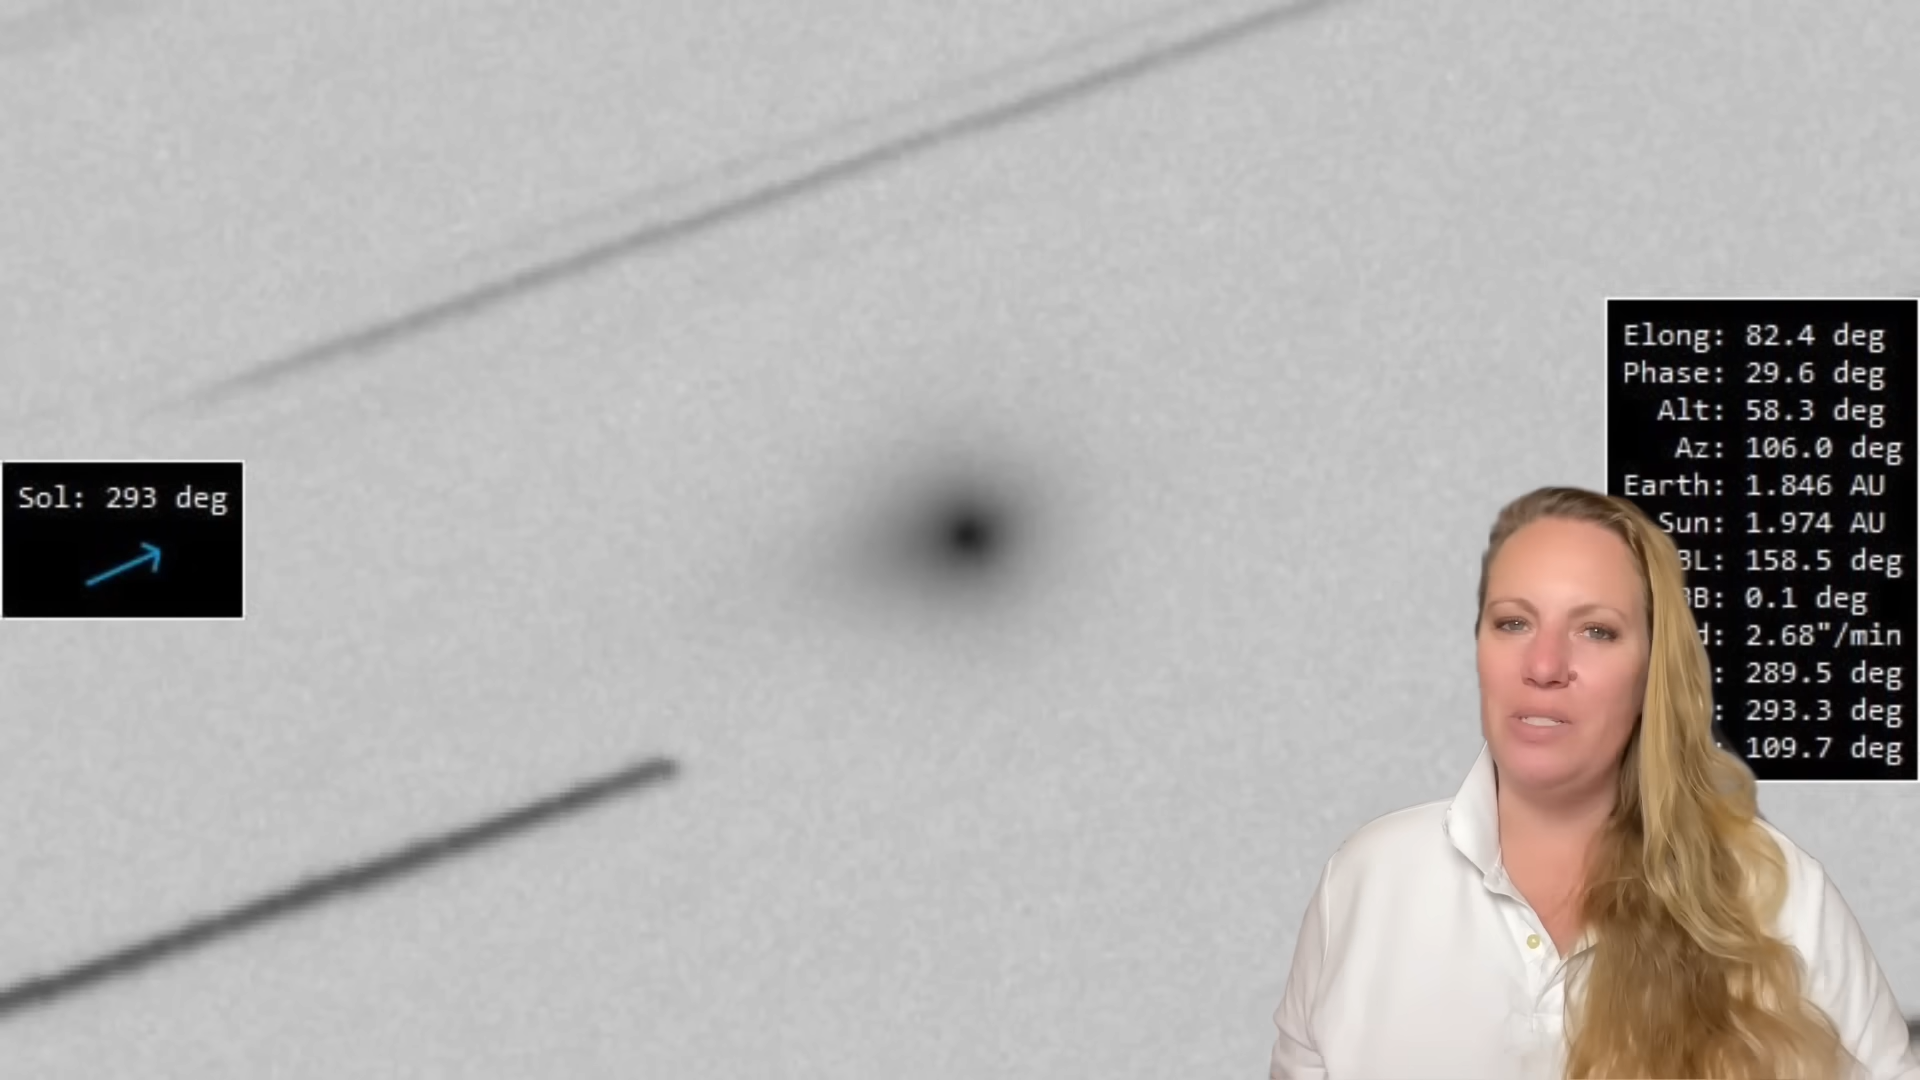 Elong: 82.4 deg
Phase: 29.6 deg
Alt: 58.3 deg
Az: 106.0 deg
Earth: 1.846 AU
Sol: 293 deg
Sun: 1.974 AU
158.5 deg
0.1 deg
2.68"/min
289.5 deg
293.3 deg
109.7 deg